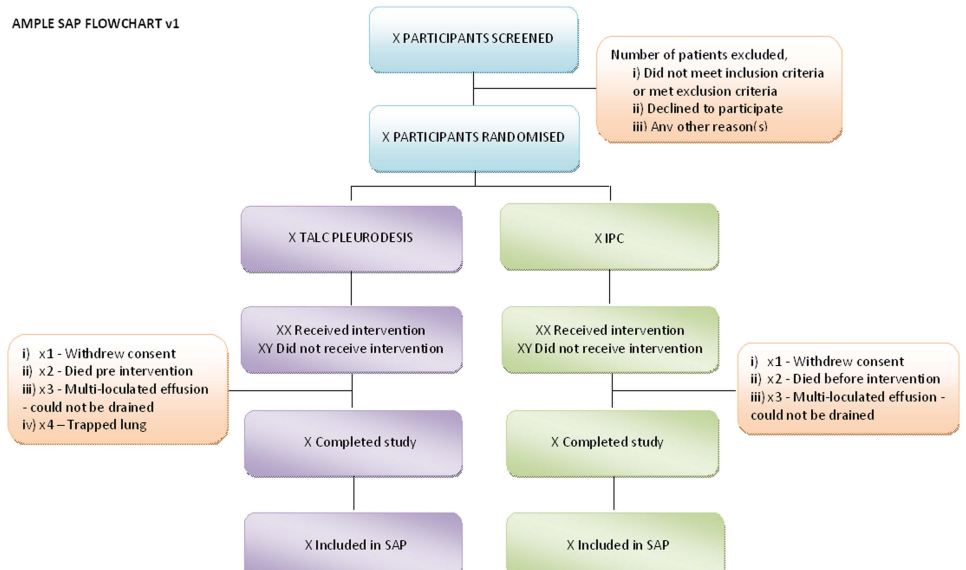 AMPLE SAP FLOWCHART v1
X PARTICIPANTS SCREENED
Number of patients excluded,
i) Did not meet inclusion criteria
or met exclusion criteria
ii) Declined to participate
iii) Any other reason(s)
X PARTICIPANTS RANDOMISED
X TALC PLEURODESIS
X IPC
XX Received intervention
XY Did not receive intervention
XX Received intervention
XY Did not receive intervention
i) x1 - Withdrew consent
ii) x2 - Died pre intervention
iii) x3 - Multi-loculated effusion
- could not be drained
iv) x4 – Trapped lung
i) x1 - Withdrew consent
ii) x2 - Died before intervention
iii) x3 - Multi-loculated effusion -
could not be drained
X Completed study
X Completed study
X Included in SAP
X Included in SAP